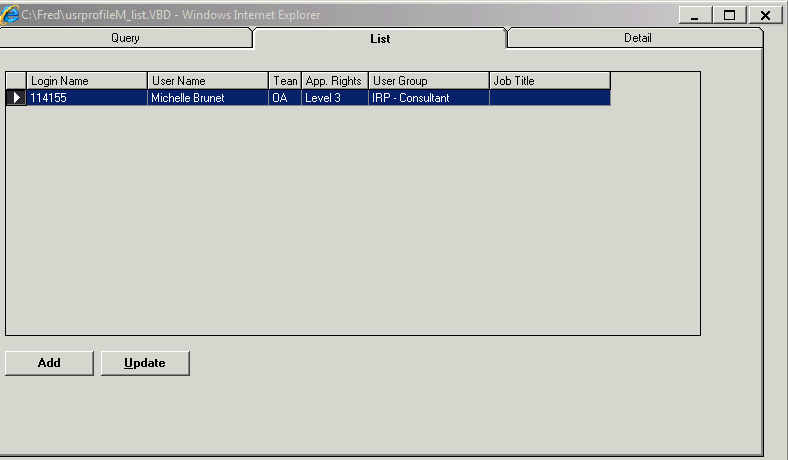 C:\Fred\usrprofileM_list.VBD - Windows Internet Explorer
Query List Detail
Login Name User Name Tean App. Rights User Group Job Title
114155 Michelle Brunet OA Level 3 IRP - Consultant
Add Update